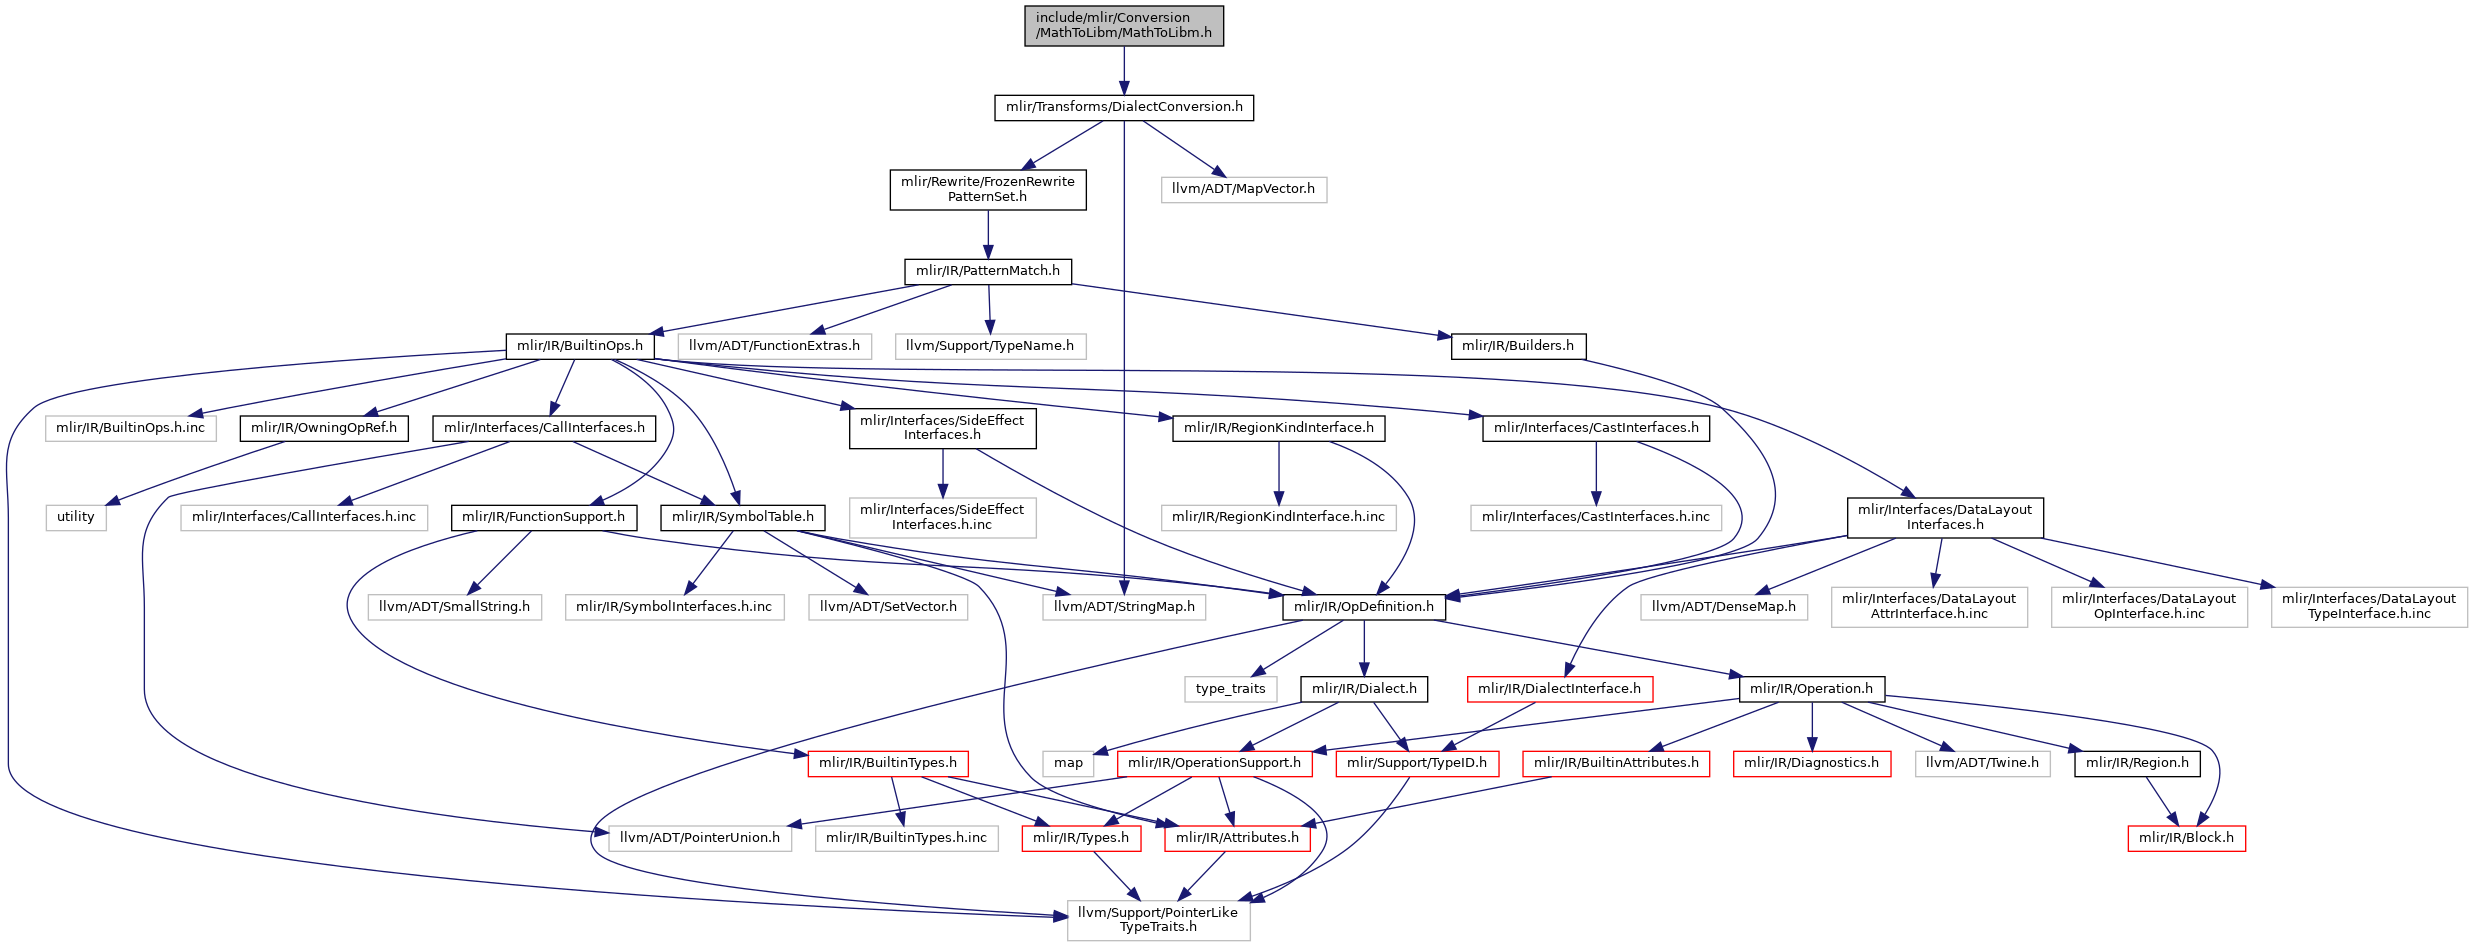 include/mlir/Conversion
/MathToLibm/MathToLibm.h
mlir/Transforms/DialectConversion.h
mlir/Rewrite/FrozenRewrite
PatternSet.h
llvm/ADT/MapVector.h
mlir/IR/PatternMatch.h
mlir/IR/BuiltinOps.h
llvm/ADT/FunctionExtras.h
llvm/Support/TypeName.h
mlir/IR/Builders.h
mlir/IR/BuiltinOps.h.inc
mlir/IR/OwningOpRef.h
mlir/Interfaces/CallInterfaces.h
mlir/Interfaces/SideEffect
Interfaces.h
mlir/IR/RegionKindInterface.h
mlir/Interfaces/CastInterfaces.h
utility
mlir/Interfaces/CallInterfaces.h.inc
mlir/IR/FunctionSupport.h
mlir/IR/SymbolTable.h
mlir/Interfaces/SideEffect
Interfaces.h.inc
mlir/IR/RegionKindInterface.h.inc
mlir/Interfaces/CastInterfaces.h.inc
mlir/Interfaces/DataLayout
Interfaces.h
llvm/ADT/SmallString.h
mlir/IR/SymbolInterfaces.h.inc
llvm/ADT/SetVector.h
llvm/ADT/StringMap.h
mlir/IR/OpDefinition.h
llvm/ADT/DenseMap.h
mlir/Interfaces/DataLayout
AttrInterface.h.inc
mlir/Interfaces/DataLayout
OpInterface.h.inc
mlir/Interfaces/DataLayout
TypeInterface.h.inc
type_traits
mlir/IR/Dialect.h
mlir/IR/DialectInterface.h
mlir/IR/Operation.h
mlir/IR/BuiltinTypes.h
map
mlir/IR/OperationSupport.h
mlir/Support/TypeID.h
mlir/IR/BuiltinAttributes.h
mlir/IR/Diagnostics.h
llvm/ADT/Twine.h
mlir/IR/Region.h
llvm/ADT/PointerUnion.h
mlir/IR/BuiltinTypes.h.inc
mlir/IR/Types.h
mlir/IR/Attributes.h
mlir/IR/Block.h
llvm/Support/PointerLike
TypeTraits.h